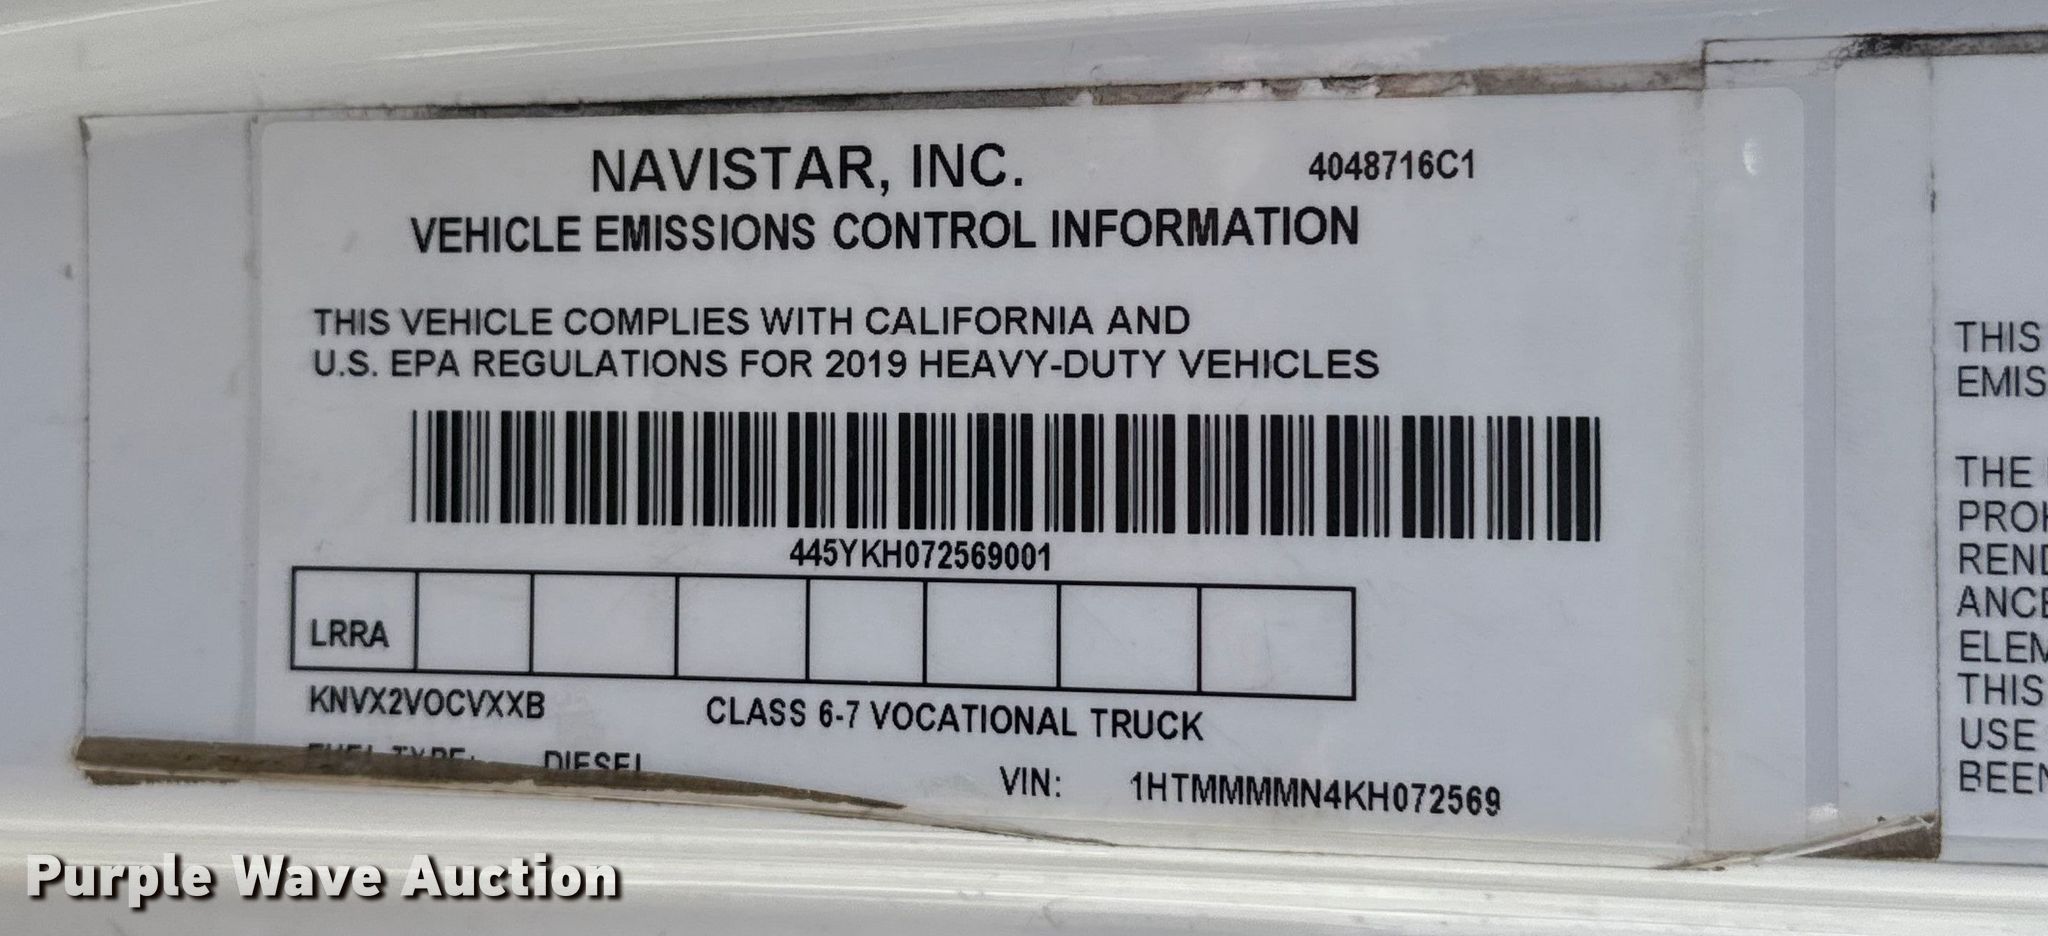 NAVISTAR, INC.
4048716C1
VEHICLE EMISSIONS CONTROL INFORMATION
THIS VEHICLE COMPLIES WITH CALIFORNIA AND
U.S. EPA REGULATIONS FOR 2019 HEAVY-DUTY VEHICLES
445YKH072569001
LRRA
KNVX2VOCVXXB
CLASS 6-7 VOCATIONAL TRUCK
FUEL TYPE: DIESEL
VIN: 1HTMMMMN4KH072569
THIS
EMIS
THE
PROH
REND
ANCE
ELEM
THIS
USE
BEEN
Purple Wave Auction